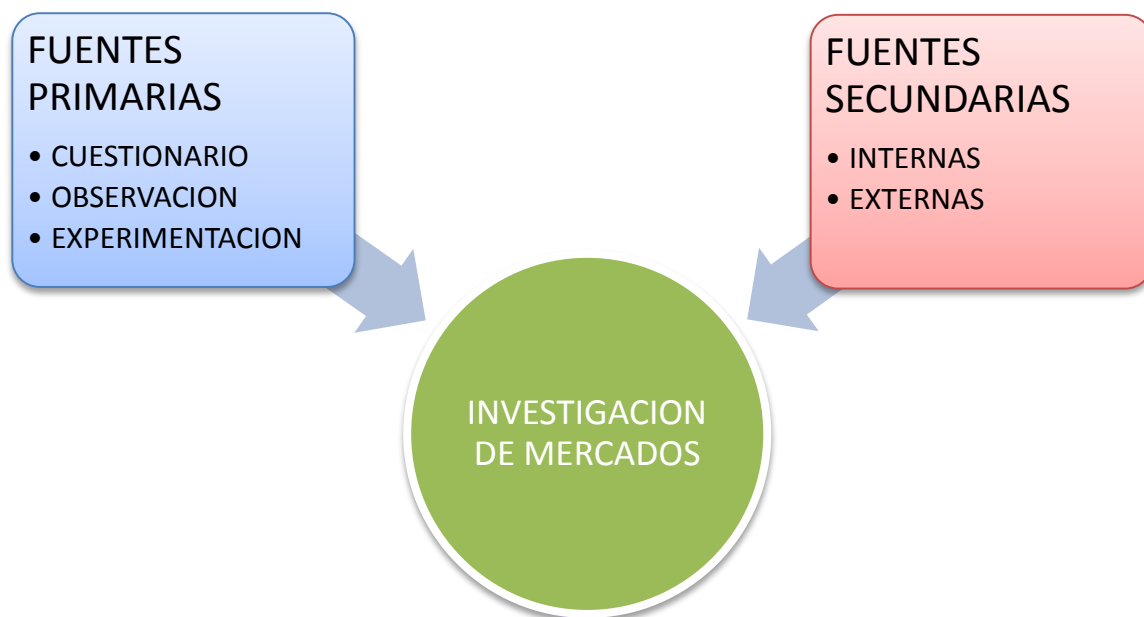 FUENTES
PRIMARIAS
• CUESTIONARIO
• OBSERVACION
• EXPERIMENTACION
FUENTES
SECUNDARIAS
• INTERNAS
• EXTERNAS
INVESTIGACION
DE MERCADOS